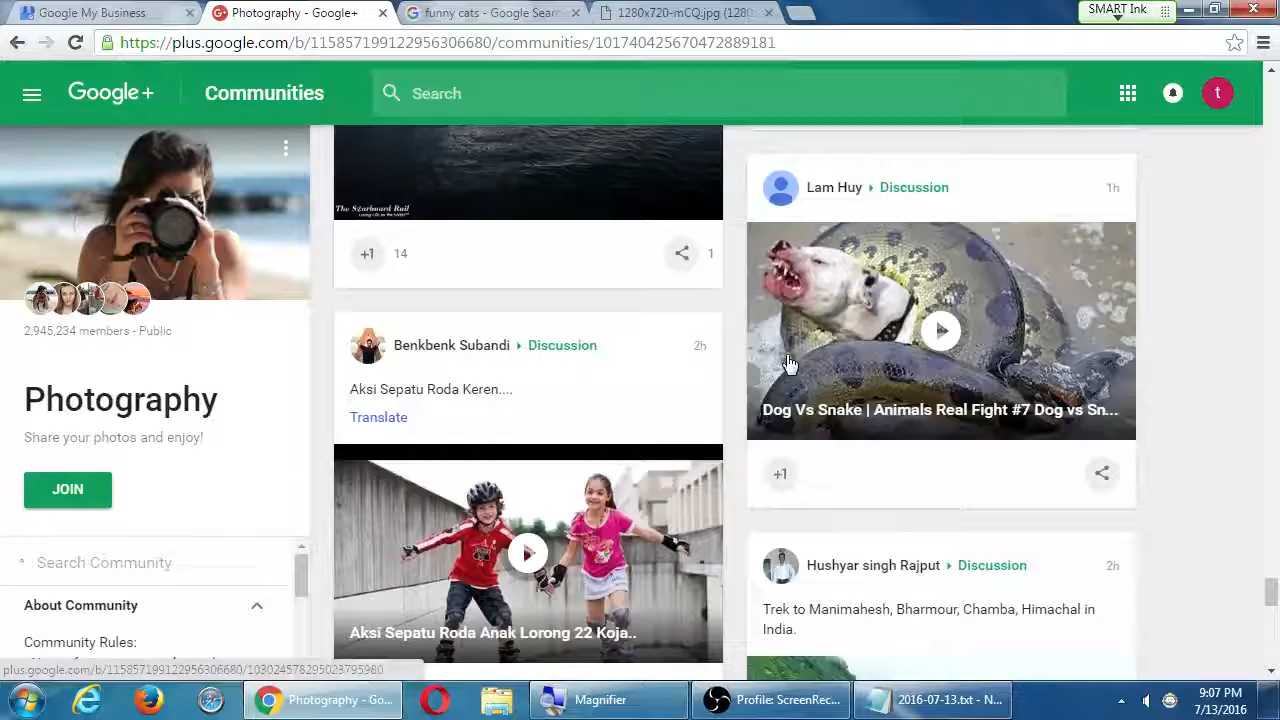 Google My Business
Photography - Google+
funny cats - Google Sear
1280x720-mCQ.jpg (128
SMART Ink
https://plus.google.com/b/115857199122956306680/communities/101740425670472889181
Google+
Communities
Search
t
The Starboard Rail
+1
14
1
Lam Huy
Discussion
1h
Dog Vs Snake | Animals Real Fight #7 Dog vs Sn...
+1
2,945,234 members - Public
Photography
Share your photos and enjoy!
JOIN
Search Community
About Community
Community Rules:
Benkbenk Subandi
Discussion
2h
Aksi Sepatu Roda Keren....
Translate
Aksi Sepatu Roda Anak Lorong 22 Koja..
Hushyar singh Rajput
Discussion
2h
Trek to Manimahesh, Bharmour, Chamba, Himachal in
India.
plus.google.com/b/115857199122956306680/103024578295023795980
Photography - Go...
Magnifier
Profile: ScreenRec...
2016-07-13.txt - N...
9:07 PM
7/13/2016